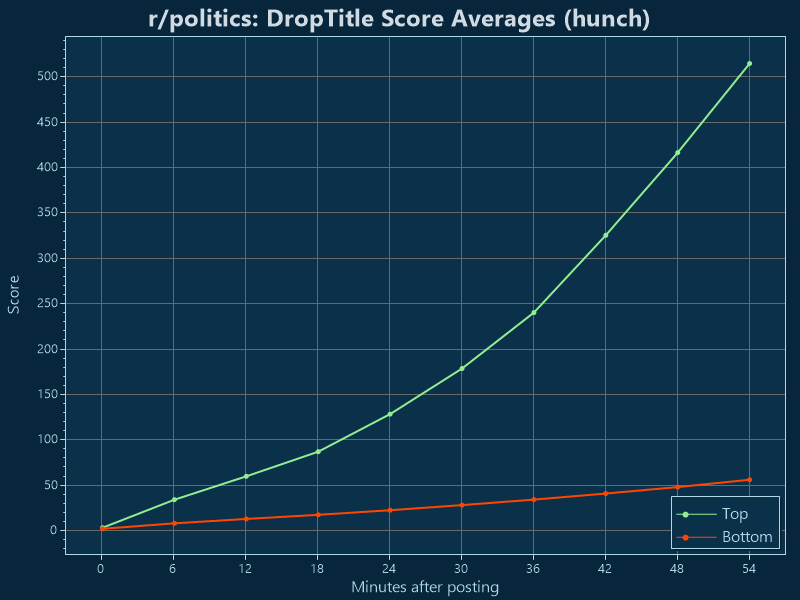 r/politics: DropTitle Score Averages (hunch)
500
450
400
350
300
250
200
150
100
50
0
Score
Top
Bottom
0 6 12 18 24 30 36 42 48 54
Minutes after posting